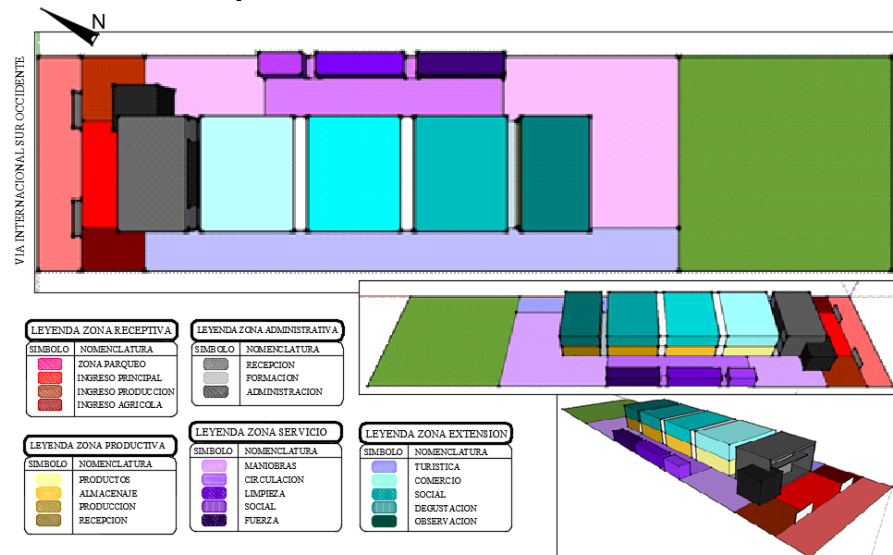 N
VIA INTERNACIONAL SUR OCCIDENTE
LEYENDA ZONA RECEPTIVA
SIMBOLO NOMENCLATURA
ZONA PARQUEO
INGRESO PRINCIPAL
INGRESO PRODUCCION
INGRESO AGRICOLA
LEYENDA ZONA ADMINISTRATIVA
SIMBOLO NOMENCLATURA
RECEPCION
FORMACION
ADMINISTRACION
LEYENDA ZONA PRODUCTIVA
SIMBOLO NOMENCLATURA
PRODUCTOS
ALMACENAJE
PRODUCCION
RECEPCION
LEYENDA ZONA SERVICIO
SIMBOLO NOMENCLATURA
MANIOBRAS
CIRCULACION
LIMPIEZA
SOCIAL
FUERZA
LEYENDA ZONA EXTENSION
SIMBOLO NOMENCLATURA
TURISTICA
COMERCIO
SOCIAL
DEGUSTACION
OBSERVACION